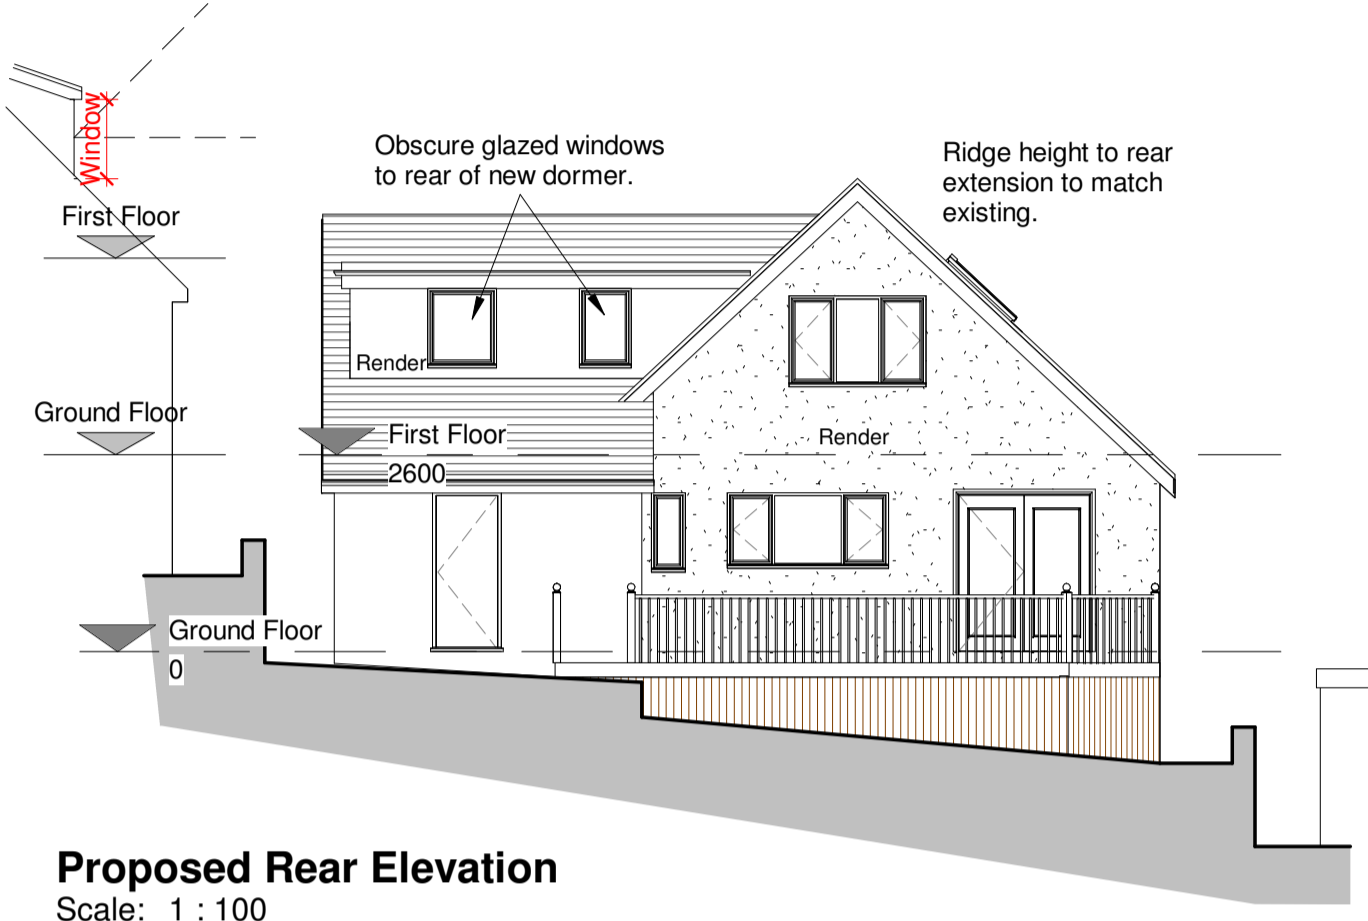 Window
First Floor
Obscure glazed windows
to rear of new dormer.
Ridge height to rear
extension to match
existing.
Render
Ground Floor
First Floor
2600
Render
Ground Floor
0
Proposed Rear Elevation
Scale: 1 : 100